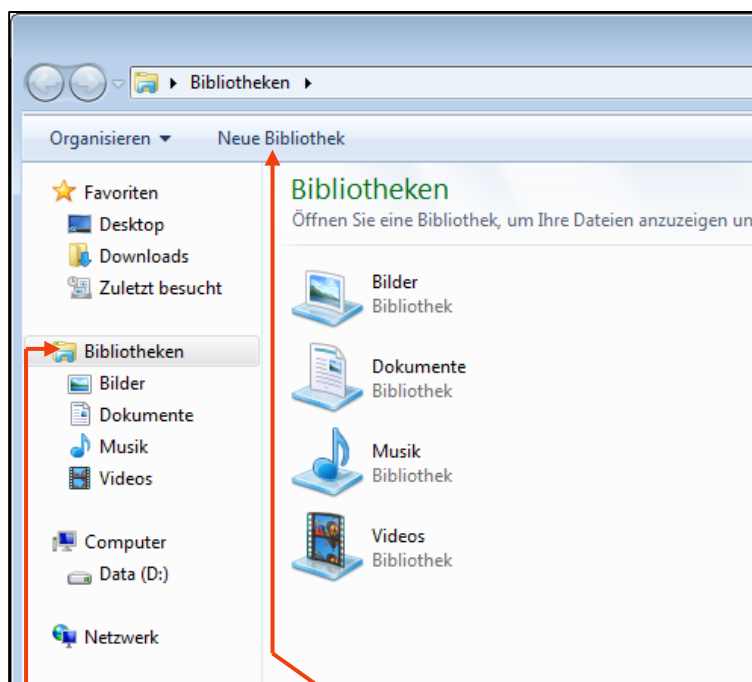 Bibliotheken
Organisieren
Neue Bibliothek
Favoriten
Desktop
Downloads
Zuletzt besucht
Bibliotheken
Bilder
Dokumente
Musik
Videos
Computer
Data (D:)
Netzwerk
Bibliotheken
Öffnen Sie eine Bibliothek, um Ihre Dateien anzuzeigen un
Bilder
Bibliothek
Dokumente
Bibliothek
Musik
Bibliothek
Videos
Bibliothek